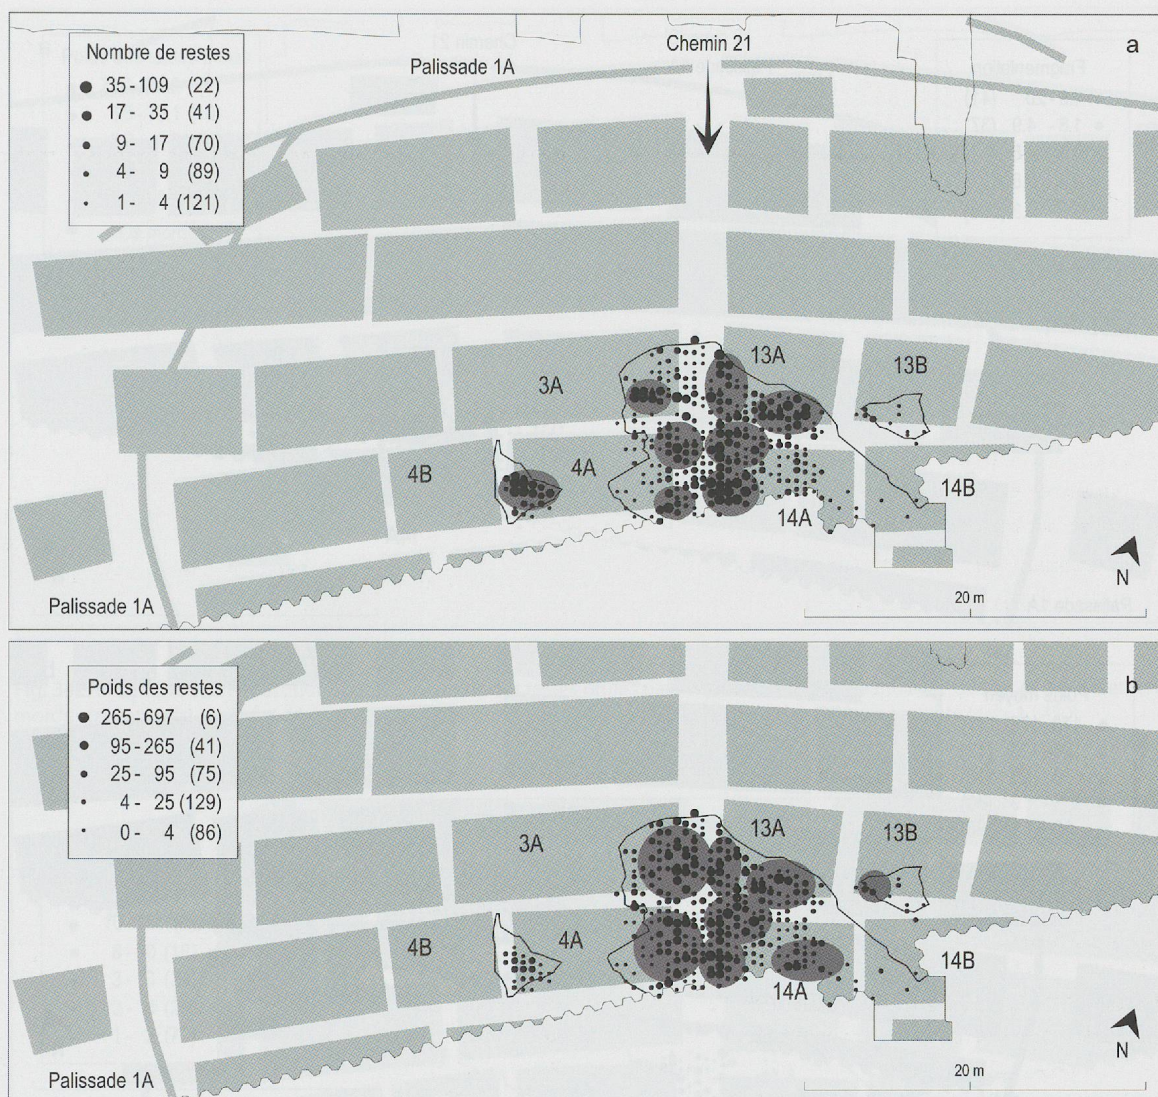 a
Nombre de restes
35 - 109 (22)
17 - 35 (41)
9 - 17 (70)
4 - 9 (89)
1 - 4 (121)
Chemin 21
Palissade 1A
3A
13A
13B
4B
4A
14A
14B
N
Palissade 1A
20 m
b
Poids des restes
265 - 697 (6)
95 - 265 (41)
25 - 95 (75)
4 - 25 (129)
0 - 4 (86)
3A
13A
13B
4B
4A
14A
14B
N
Palissade 1A
20 m